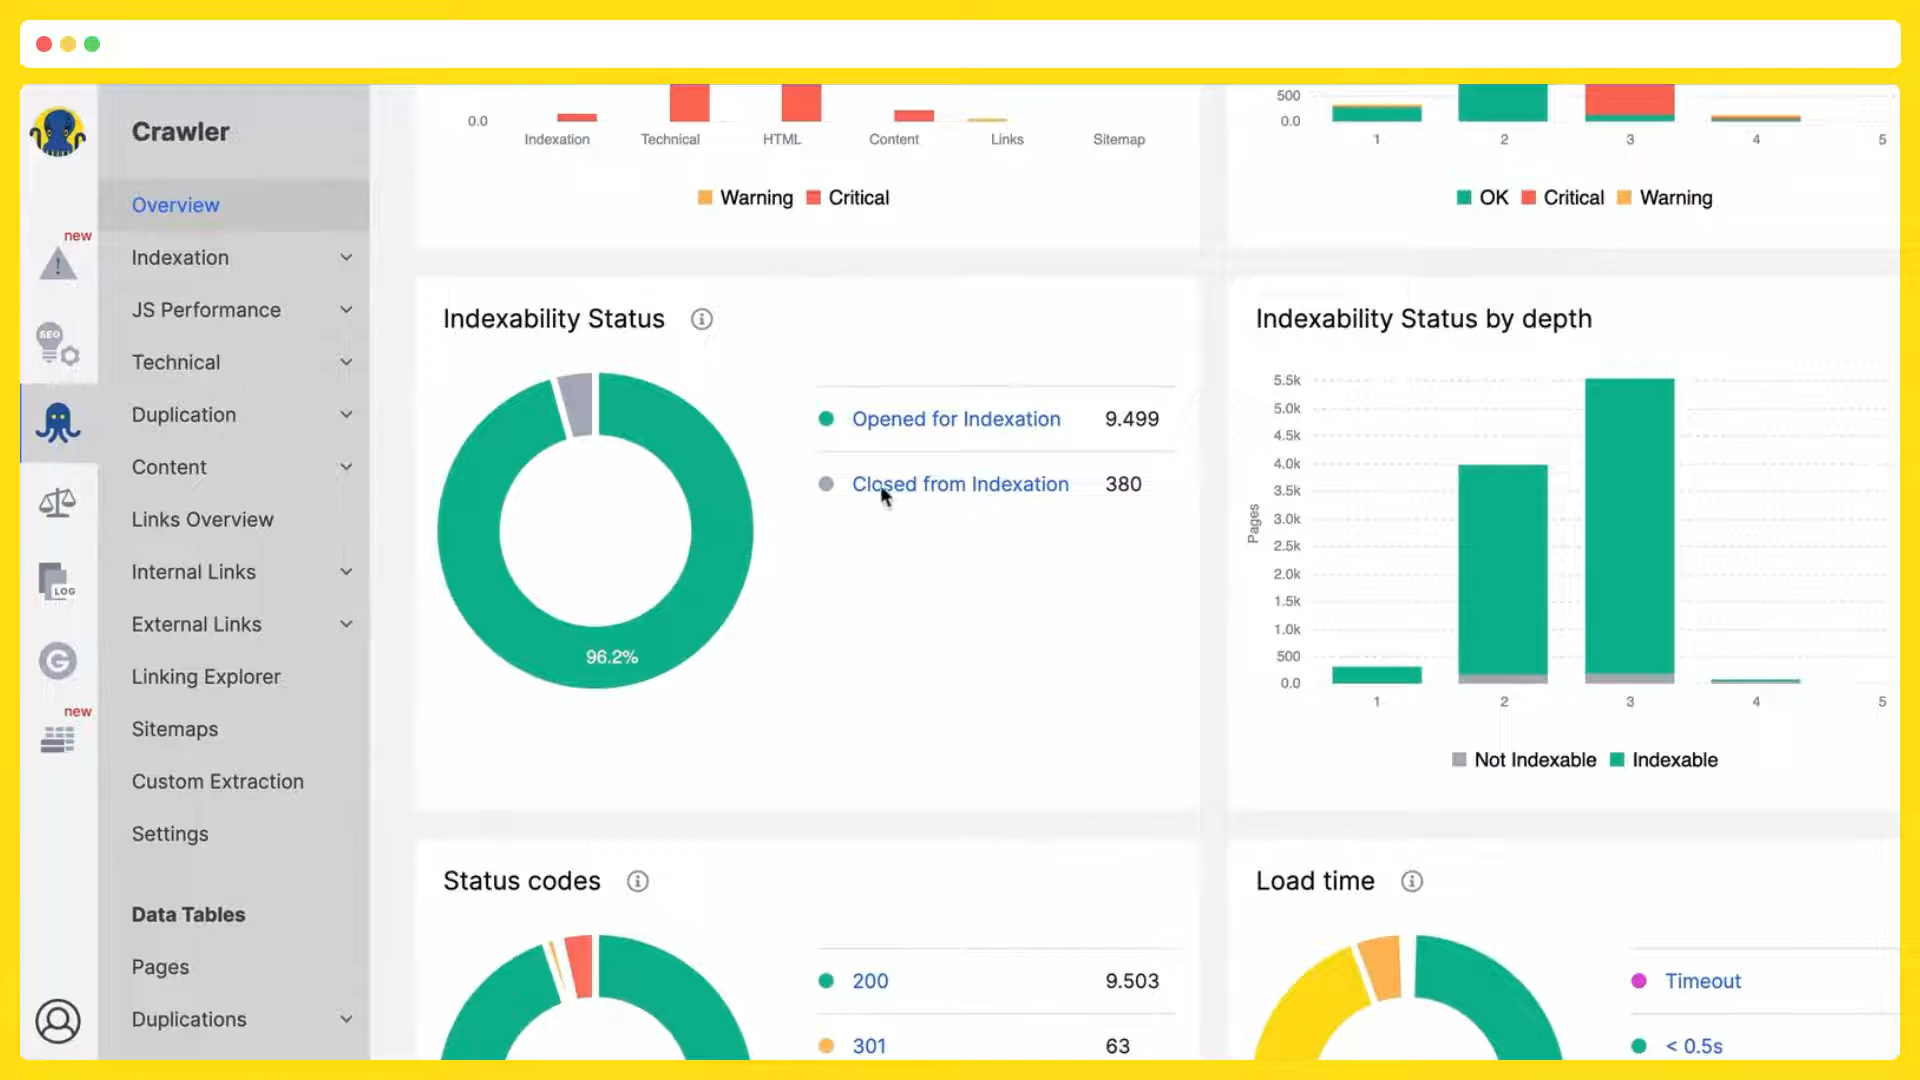 Crawler
Overview
new
Indexation
JS Performance
SEO
Technical
Duplication
Content
Links Overview
Internal Links
LOG
External Links
G
Linking Explorer
new
Sitemaps
Custom Extraction
Settings
Data Tables
Pages
Duplications
0.0
Indexation Technical HTML Content Links Sitemap
Warning Critical
500
0.0
1 2 3 4 5
OK Critical Warning
Indexability Status
Opened for Indexation 9.499
Closed from Indexation 380
96.2%
Indexability Status by depth
5.5k
5.0k
4.5k
4.0k
3.5k
3.0k
2.5k
2.0k
1.5k
1.0k
500
0.0
Pages
1 2 3 4 5
Not Indexable Indexable
Status codes
200 9.503
301 63
Load time
Timeout
< 0.5s